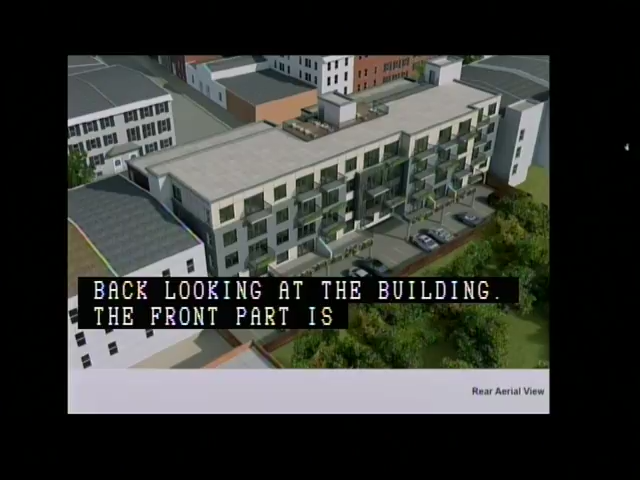 BACK LOOKING AT THE BUILDING.
THE FRONT PART IS
Rear Aerial View